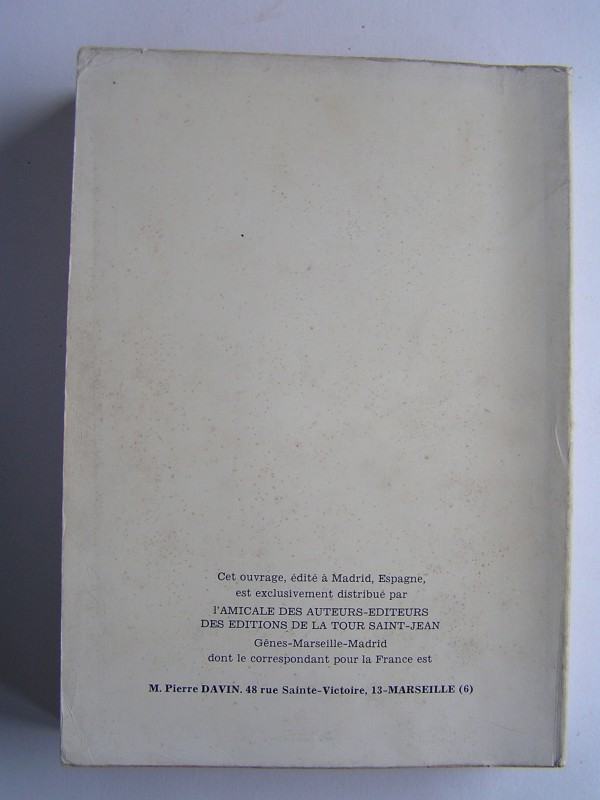 Cet ouvrage, édité à Madrid, Espagne,
est exclusivement distribué par
l'AMICALE DES AUTEURS-EDITEURS
DES EDITIONS DE LA TOUR SAINT-JEAN
Gênes-Marseille-Madrid
dont le correspondant pour la France est
M. Pierre DAVIN. 48 rue Sainte-Victoire, 13-MARSEILLE (6)